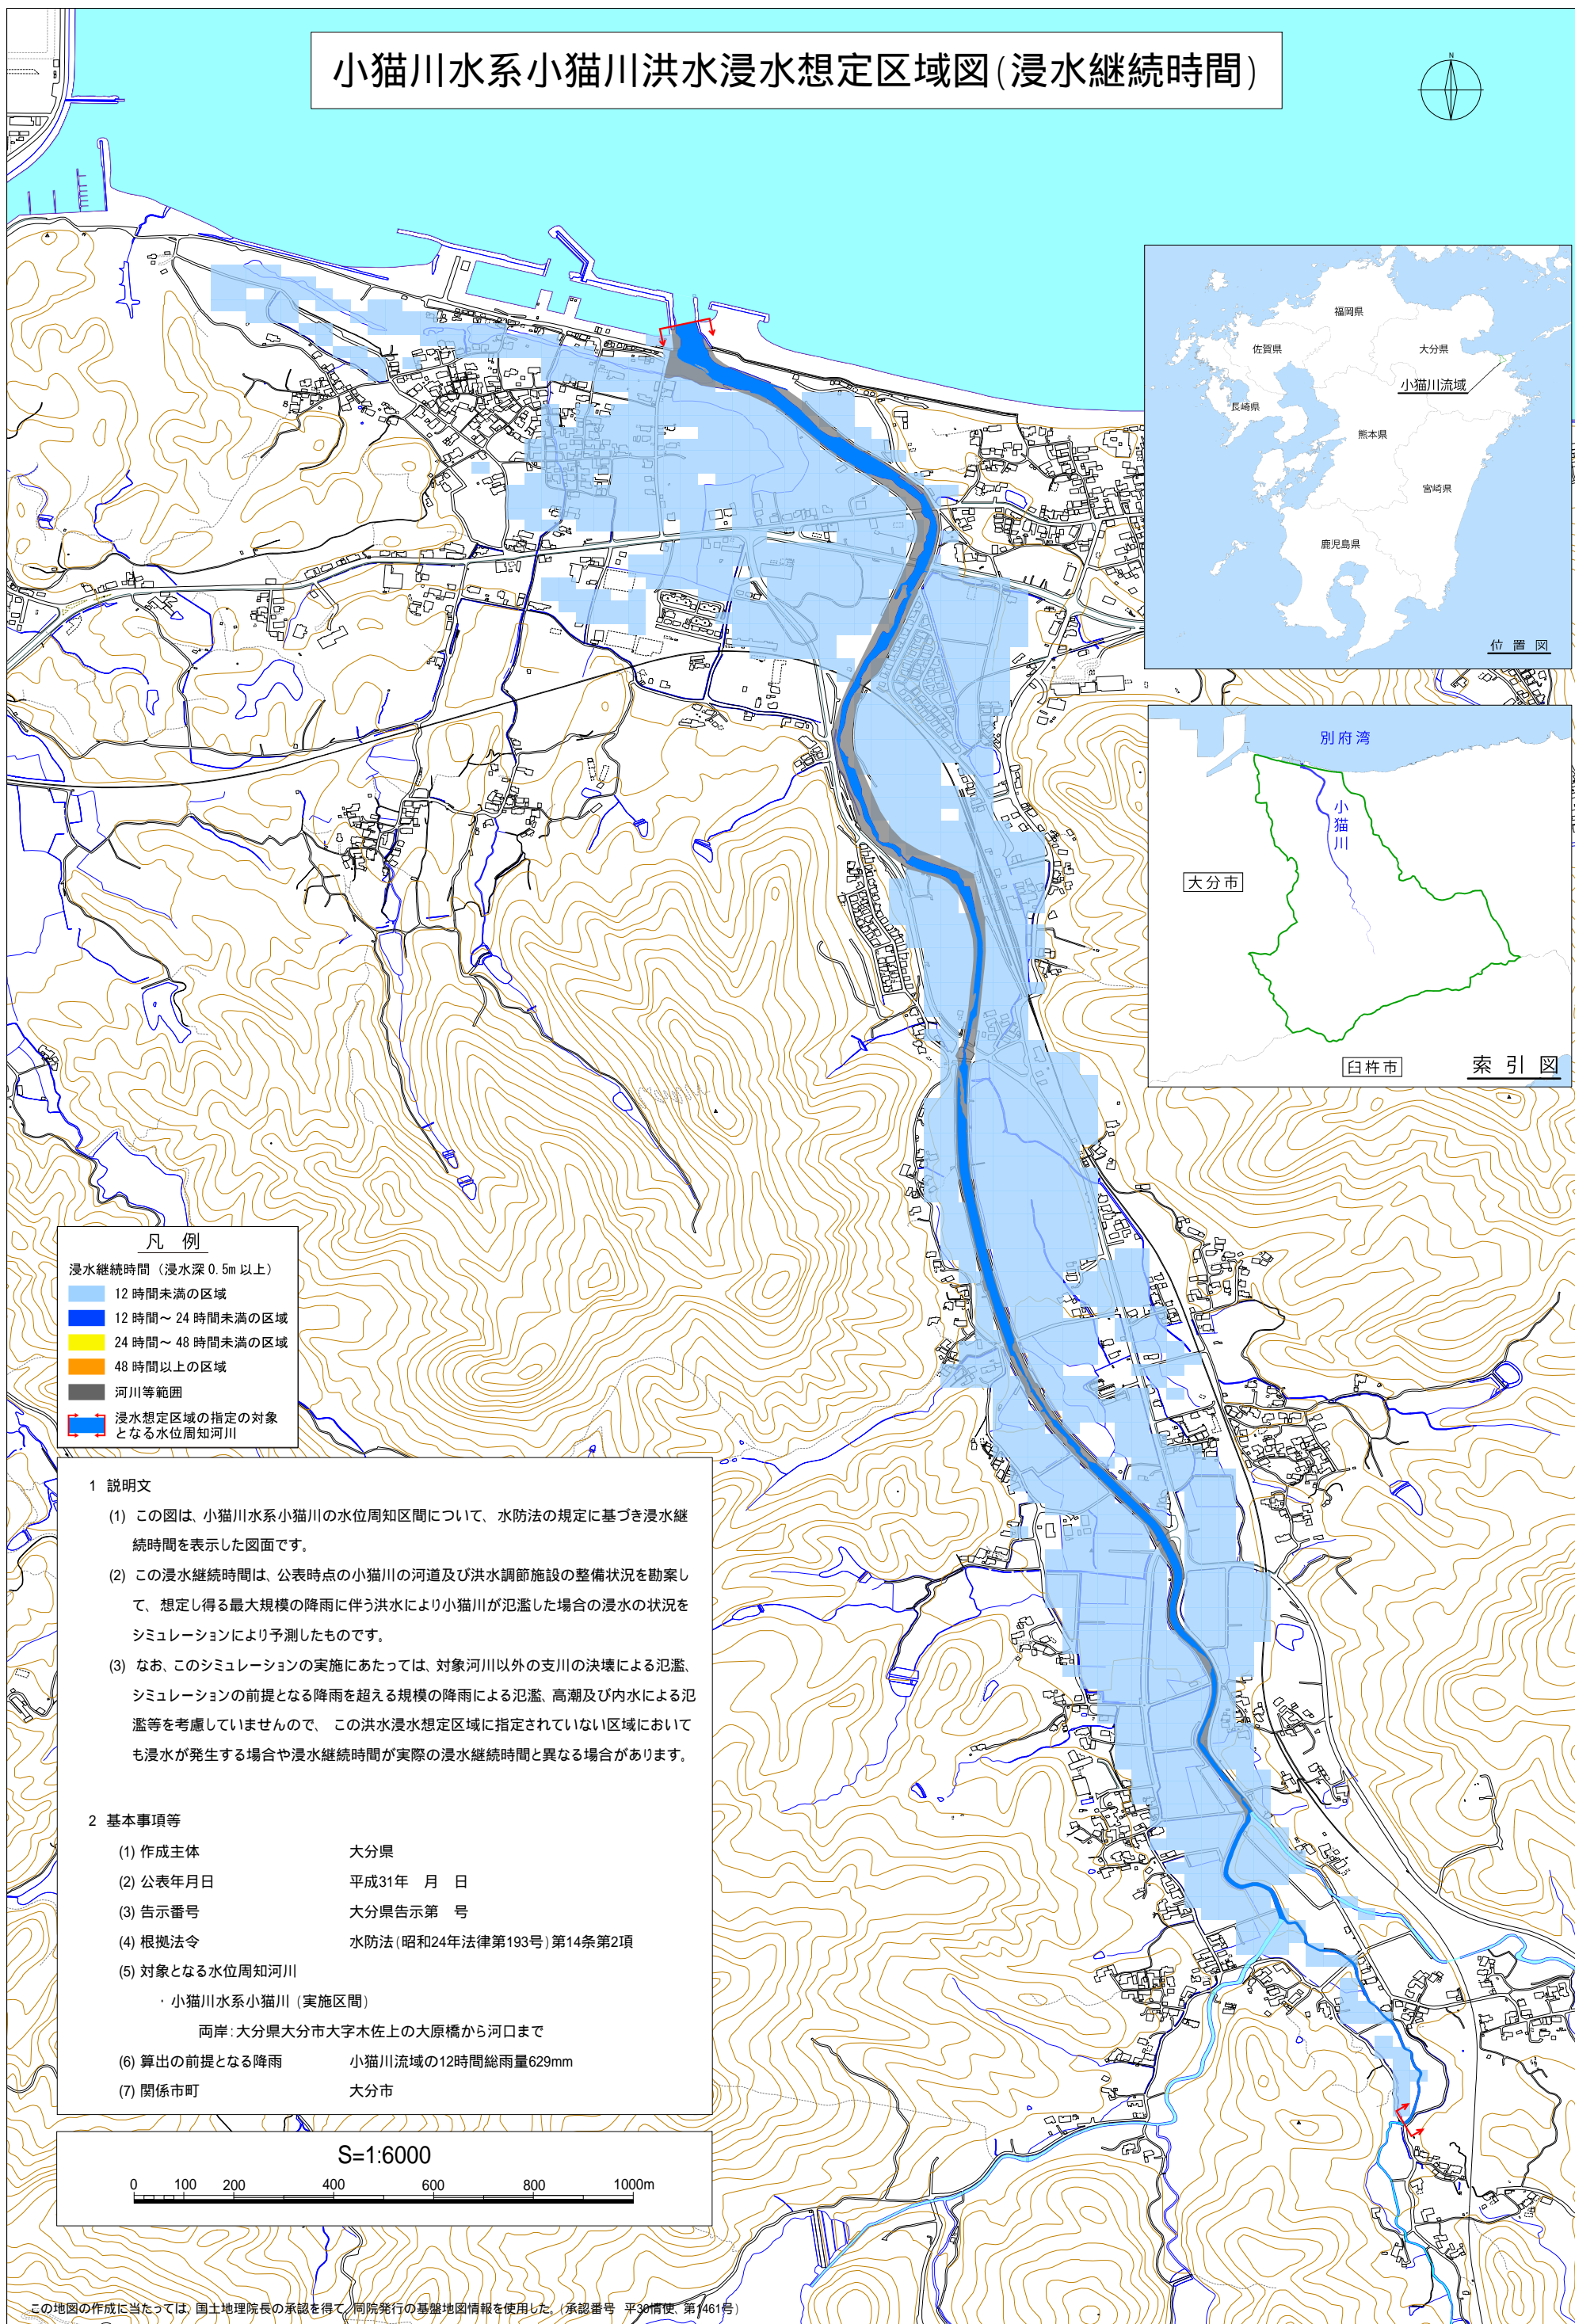 小猫川水系小猫川洪水浸水想定区域図(浸水継続時間)
N
福岡県
佐賀県
大分県
小猫川流域
長崎県
熊本県
宮崎県
鹿児島県
位 置 図
別府湾
小猫川
大分市
臼杵市
索 引 図
凡 例
浸水継続時間（浸水深0.5m以上）
12時間未満の区域
12時間～24時間未満の区域
24時間～48時間未満の区域
48時間以上の区域
河川等範囲
浸水想定区域の指定の対象
となる水位周知河川
1 説明文
(1) この図は、小猫川水系小猫川の水位周知区間について、水防法の規定に基づき浸水継
続時間を表示した図面です。
(2) この浸水継続時間は、公表時点の小猫川の河道及び洪水調節施設の整備状況を勘案し
て、想定し得る最大規模の降雨に伴う洪水により小猫川が氾濫した場合の浸水の状況を
シミュレーションにより予測したものです。
(3) なお、このシミュレーションの実施にあたっては、対象河川以外の支川の決壊による氾濫、
シミュレーションの前提となる降雨を超える規模の降雨による氾濫、高潮及び内水による氾
濫等を考慮していませんので、この洪水浸水想定区域に指定されていない区域において
も浸水が発生する場合や浸水継続時間が実際の浸水継続時間と異なる場合があります。
2 基本事項等
(1) 作成主体 大分県
(2) 公表年月日 平成31年 月 日
(3) 告示番号 大分県告示第 号
(4) 根拠法令 水防法(昭和24年法律第193号)第14条第2項
(5) 対象となる水位周知河川
・小猫川水系小猫川（実施区間）
両岸：大分県大分市大字木佐上の大原橋から河口まで
(6) 算出の前提となる降雨 小猫川流域の12時間総雨量629mm
(7) 関係市町 大分市
S=1:6000
0 100 200 400 600 800 1000m
この地図の作成に当たっては、国土地理院長の承認を得て、同院発行の基盤地図情報を使用した。(承認番号 平30情使、第1461号)